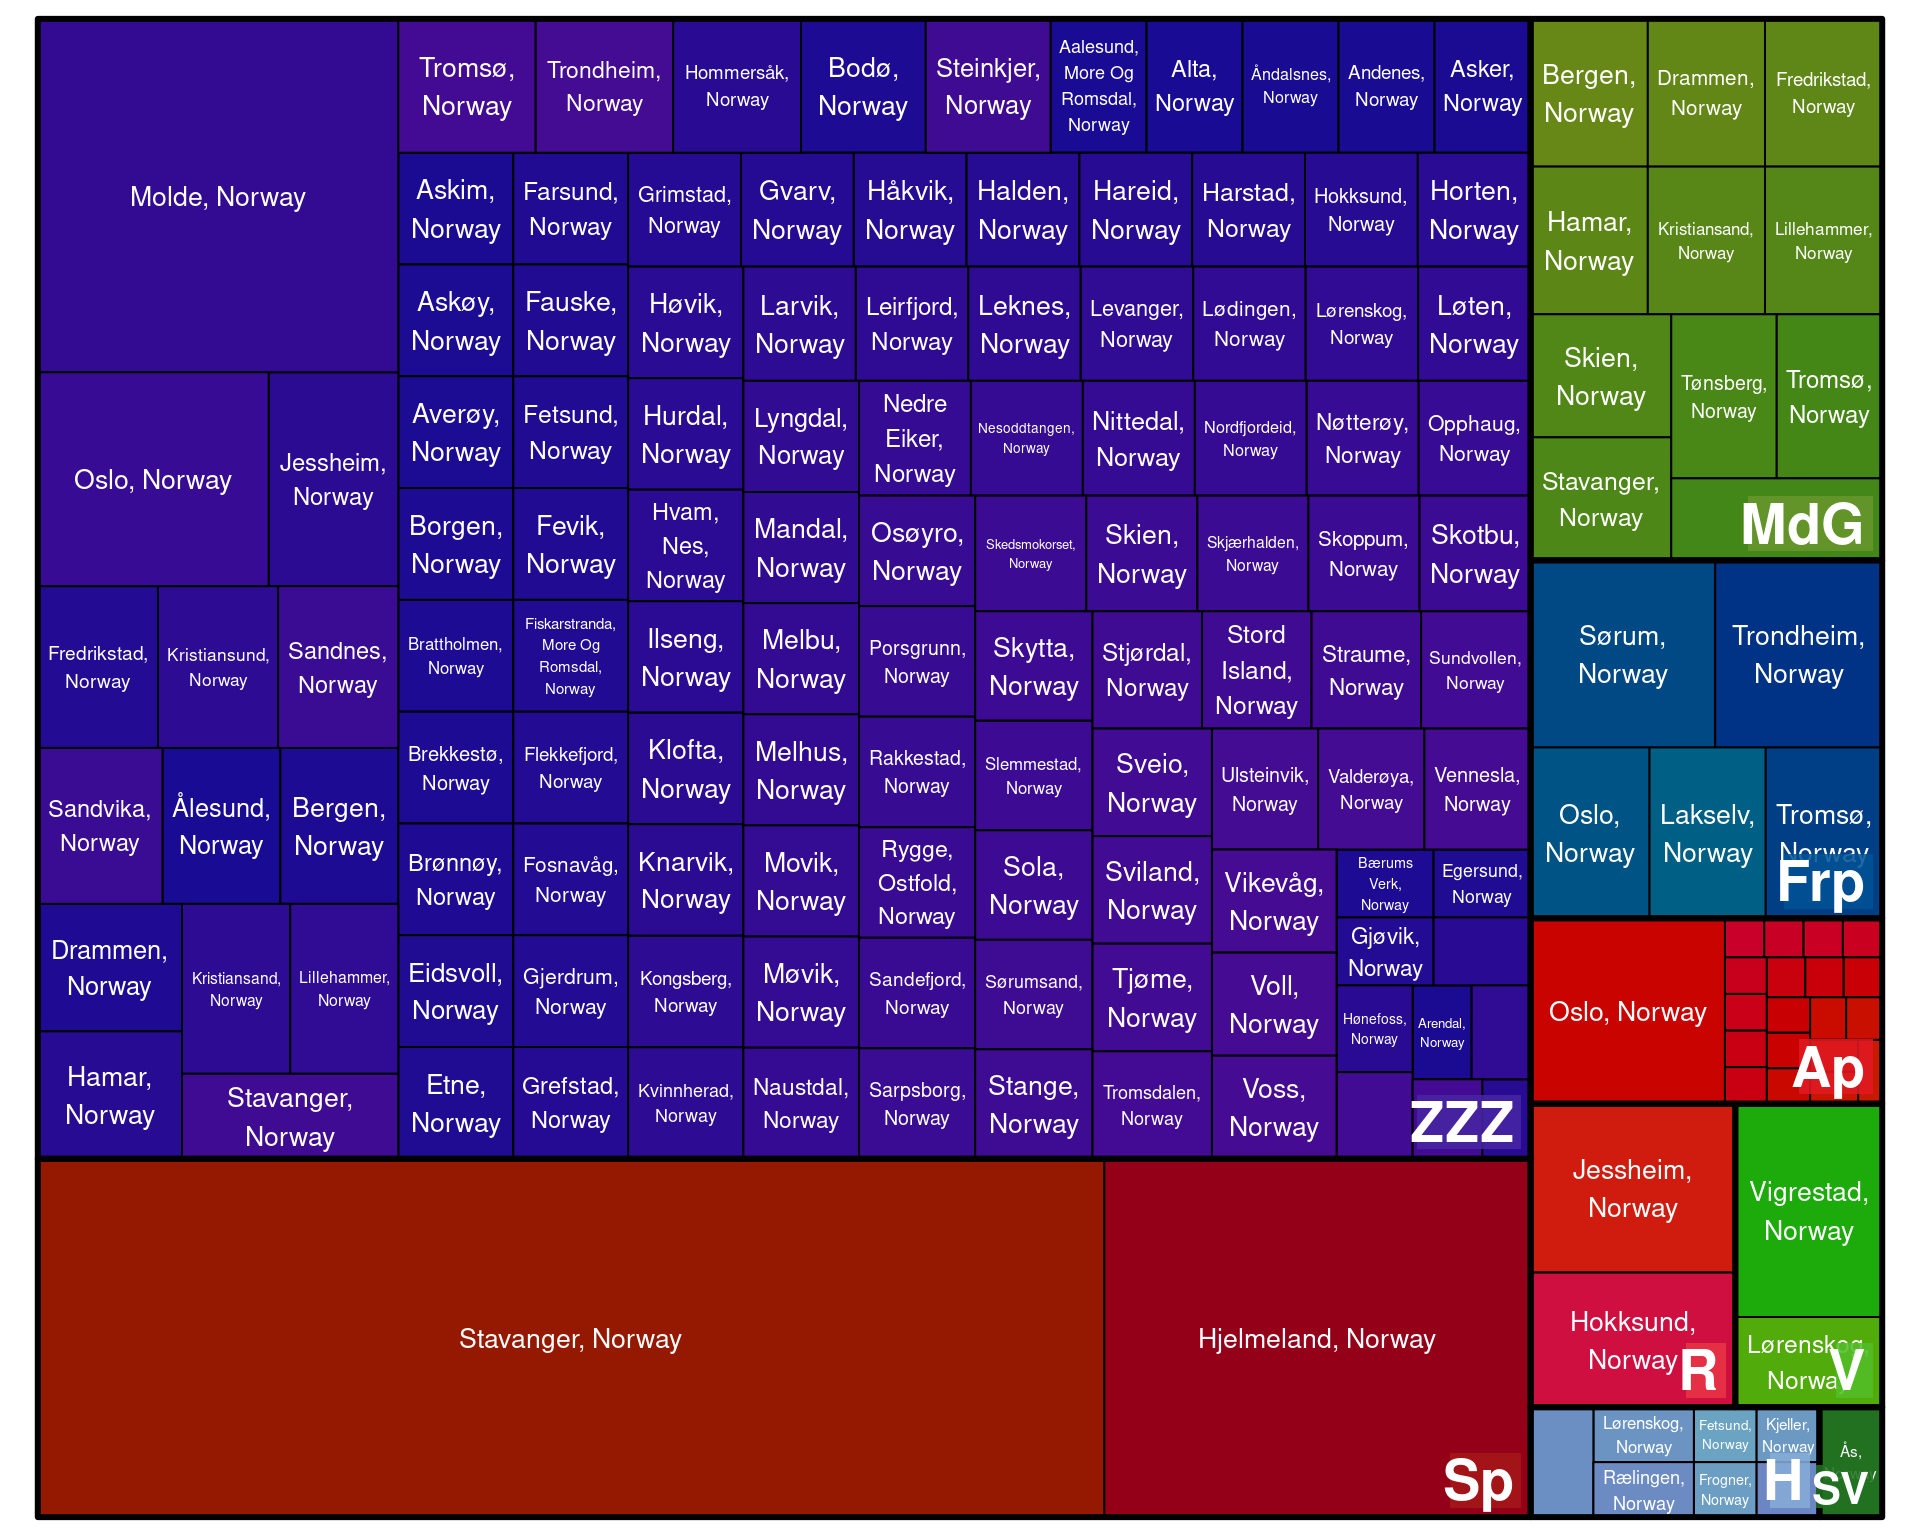 Molde, Norway
Tromsø,
Norway
Trondheim,
Norway
Hommersåk,
Norway
Bodø,
Norway
Steinkjer,
Norway
Aalesund,
More Og
Romsdal,
Norway
Alta,
Norway
Åndalsnes,
Norway
Andenes,
Norway
Asker,
Norway
Askim,
Norway
Farsund,
Norway
Grimstad,
Norway
Gvarv,
Norway
Håkvik,
Norway
Halden,
Norway
Hareid,
Norway
Harstad,
Norway
Hokksund,
Norway
Horten,
Norway
Askøy,
Norway
Fauske,
Norway
Høvik,
Norway
Larvik,
Norway
Leirfjord,
Norway
Leknes,
Norway
Levanger,
Norway
Lødingen,
Norway
Lørenskog,
Norway
Løten,
Norway
Oslo, Norway
Jessheim,
Norway
Averøy,
Norway
Fetsund,
Norway
Hurdal,
Norway
Lyngdal,
Norway
Nedre
Eiker,
Norway
Nesoddtangen,
Norway
Nittedal,
Norway
Nordfjordeid,
Norway
Nøtterøy,
Norway
Opphaug,
Norway
Borgen,
Norway
Fevik,
Norway
Hvam,
Nes,
Norway
Mandal,
Norway
Osøyro,
Norway
Skedsmokorset,
Norway
Skien,
Norway
Skjærhalden,
Norway
Skoppum,
Norway
Skotbu,
Norway
Fredrikstad,
Norway
Kristiansund,
Norway
Sandnes,
Norway
Brattholmen,
Norway
Fiskarstranda,
More Og
Romsdal,
Norway
Ilseng,
Norway
Melbu,
Norway
Porsgrunn,
Norway
Skytta,
Norway
Stjørdal,
Norway
Stord
Island,
Norway
Straume,
Norway
Sundvollen,
Norway
Sandvika,
Norway
Ålesund,
Norway
Bergen,
Norway
Brekkestø,
Norway
Flekkefjord,
Norway
Klofta,
Norway
Melhus,
Norway
Rakkestad,
Norway
Slemmestad,
Norway
Sveio,
Norway
Ulsteinvik,
Norway
Valderøya,
Norway
Vennesla,
Norway
Brønnøy,
Norway
Fosnavåg,
Norway
Knarvik,
Norway
Movik,
Norway
Rygge,
Ostfold,
Norway
Sola,
Norway
Sviland,
Norway
Vikevåg,
Norway
Bærums
Verk,
Norway
Egersund,
Norway
Gjøvik,
Norway
Drammen,
Norway
Kristiansand,
Norway
Lillehammer,
Norway
Eidsvoll,
Norway
Gjerdrum,
Norway
Kongsberg,
Norway
Møvik,
Norway
Sandefjord,
Norway
Sørumsand,
Norway
Tjøme,
Norway
Voll,
Norway
Hønefoss,
Norway
Arendal,
Norway
Hamar,
Norway
Stavanger,
Norway
Etne,
Norway
Grefstad,
Norway
Kvinnherad,
Norway
Naustdal,
Norway
Sarpsborg,
Norway
Stange,
Norway
Tromsdalen,
Norway
Voss,
Norway
ZZZ
Stavanger, Norway
Hjelmeland, Norway
Sp
Bergen,
Norway
Drammen,
Norway
Fredrikstad,
Norway
Hamar,
Norway
Kristiansand,
Norway
Lillehammer,
Norway
Skien,
Norway
Tønsberg,
Norway
Tromsø,
Norway
Stavanger,
Norway
MdG
Sørum,
Norway
Trondheim,
Norway
Oslo,
Norway
Lakselv,
Norway
Tromsø,
Norway
Frp
Oslo, Norway
Ap
Jessheim,
Norway
Hokksund,
Norway
R
Vigrestad,
Norway
Lørenskog,
Norway
V
Lørenskog,
Norway
Fetsund,
Norway
Kjeller,
Norway
Rælingen,
Norway
Frogner,
Norway
H
Ås,
SV